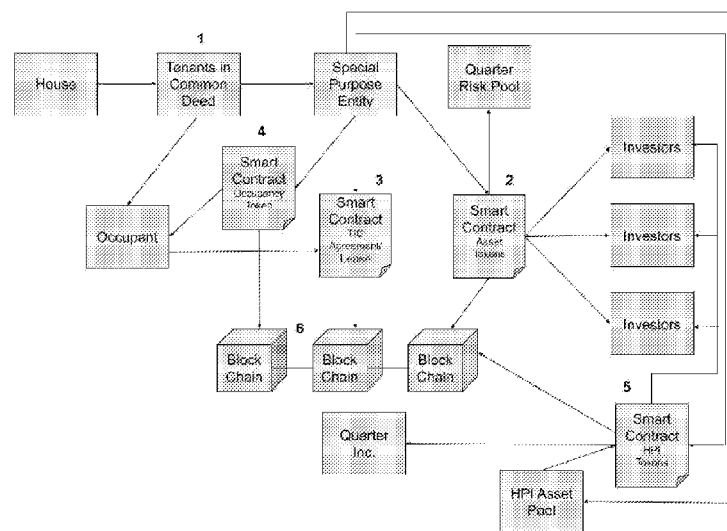 1
House
Tenants in
Common
Deed
Special
Purpose
Entity
Quarter
Risk Pool
4
Smart
Contract
Occupancy
Token
3
Smart
Contract
TIC
Agreement/
Lease
2
Smart
Contract
Asset
Tokens
Investors
Investors
Investors
Occupant
6
Block
Chain
Block
Chain
Block
Chain
5
Smart
Contract
HPI
Tokens
Quarter
Inc.
HPI Asset
Pool